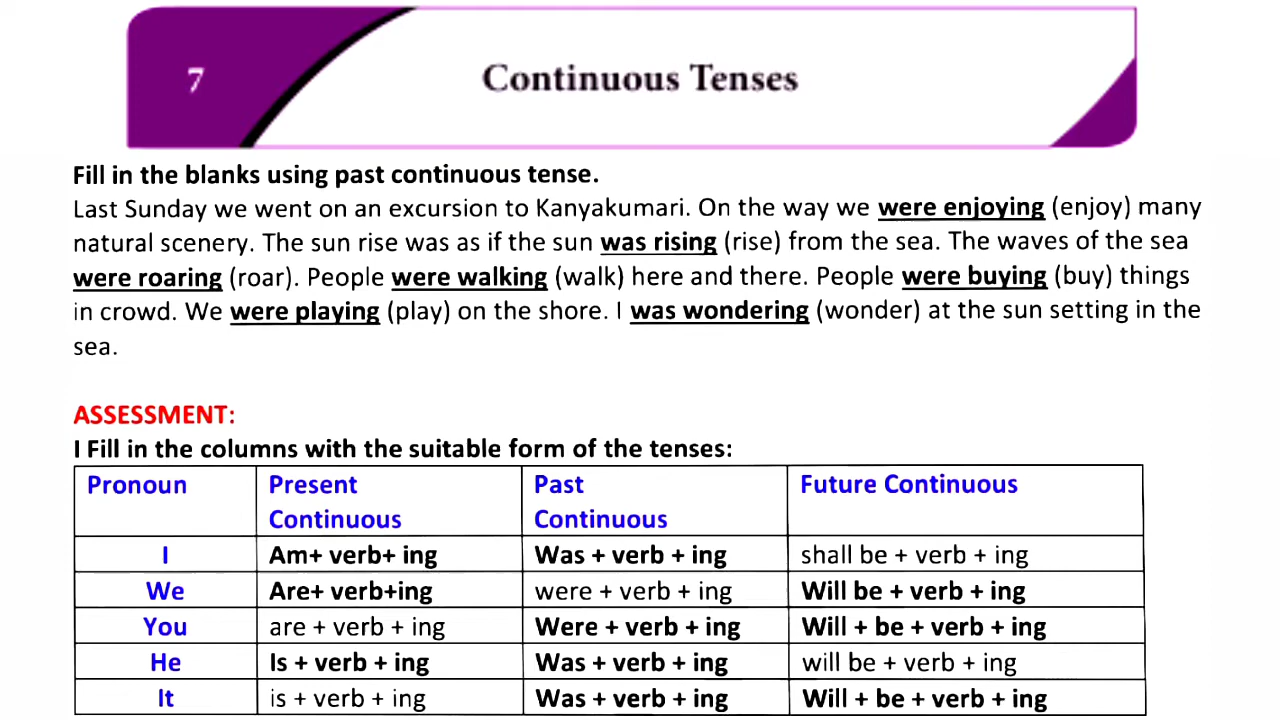 7
Continuous Tenses
Fill in the blanks using past continuous tense.
Last Sunday we went on an excursion to Kanyakumari. On the way we were enjoying (enjoy) many
natural scenery. The sun rise was as if the sun was rising (rise) from the sea. The waves of the sea
were roaring (roar). People were walking (walk) here and there. People were buying (buy) things
in crowd. We were playing (play) on the shore. I was wondering (wonder) at the sun setting in the
sea.
ASSESSMENT:
I Fill in the columns with the suitable form of the tenses:
Pronoun Present Continuous Past Continuous Future Continuous
I Am+ verb+ ing Was + verb + ing shall be + verb + ing
We Are+ verb+ing were + verb + ing Will be + verb + ing
You are + verb + ing Were + verb + ing Will + be + verb + ing
He Is + verb + ing Was + verb + ing will be + verb + ing
It is + verb + ing Was + verb + ing Will + be + verb + ing